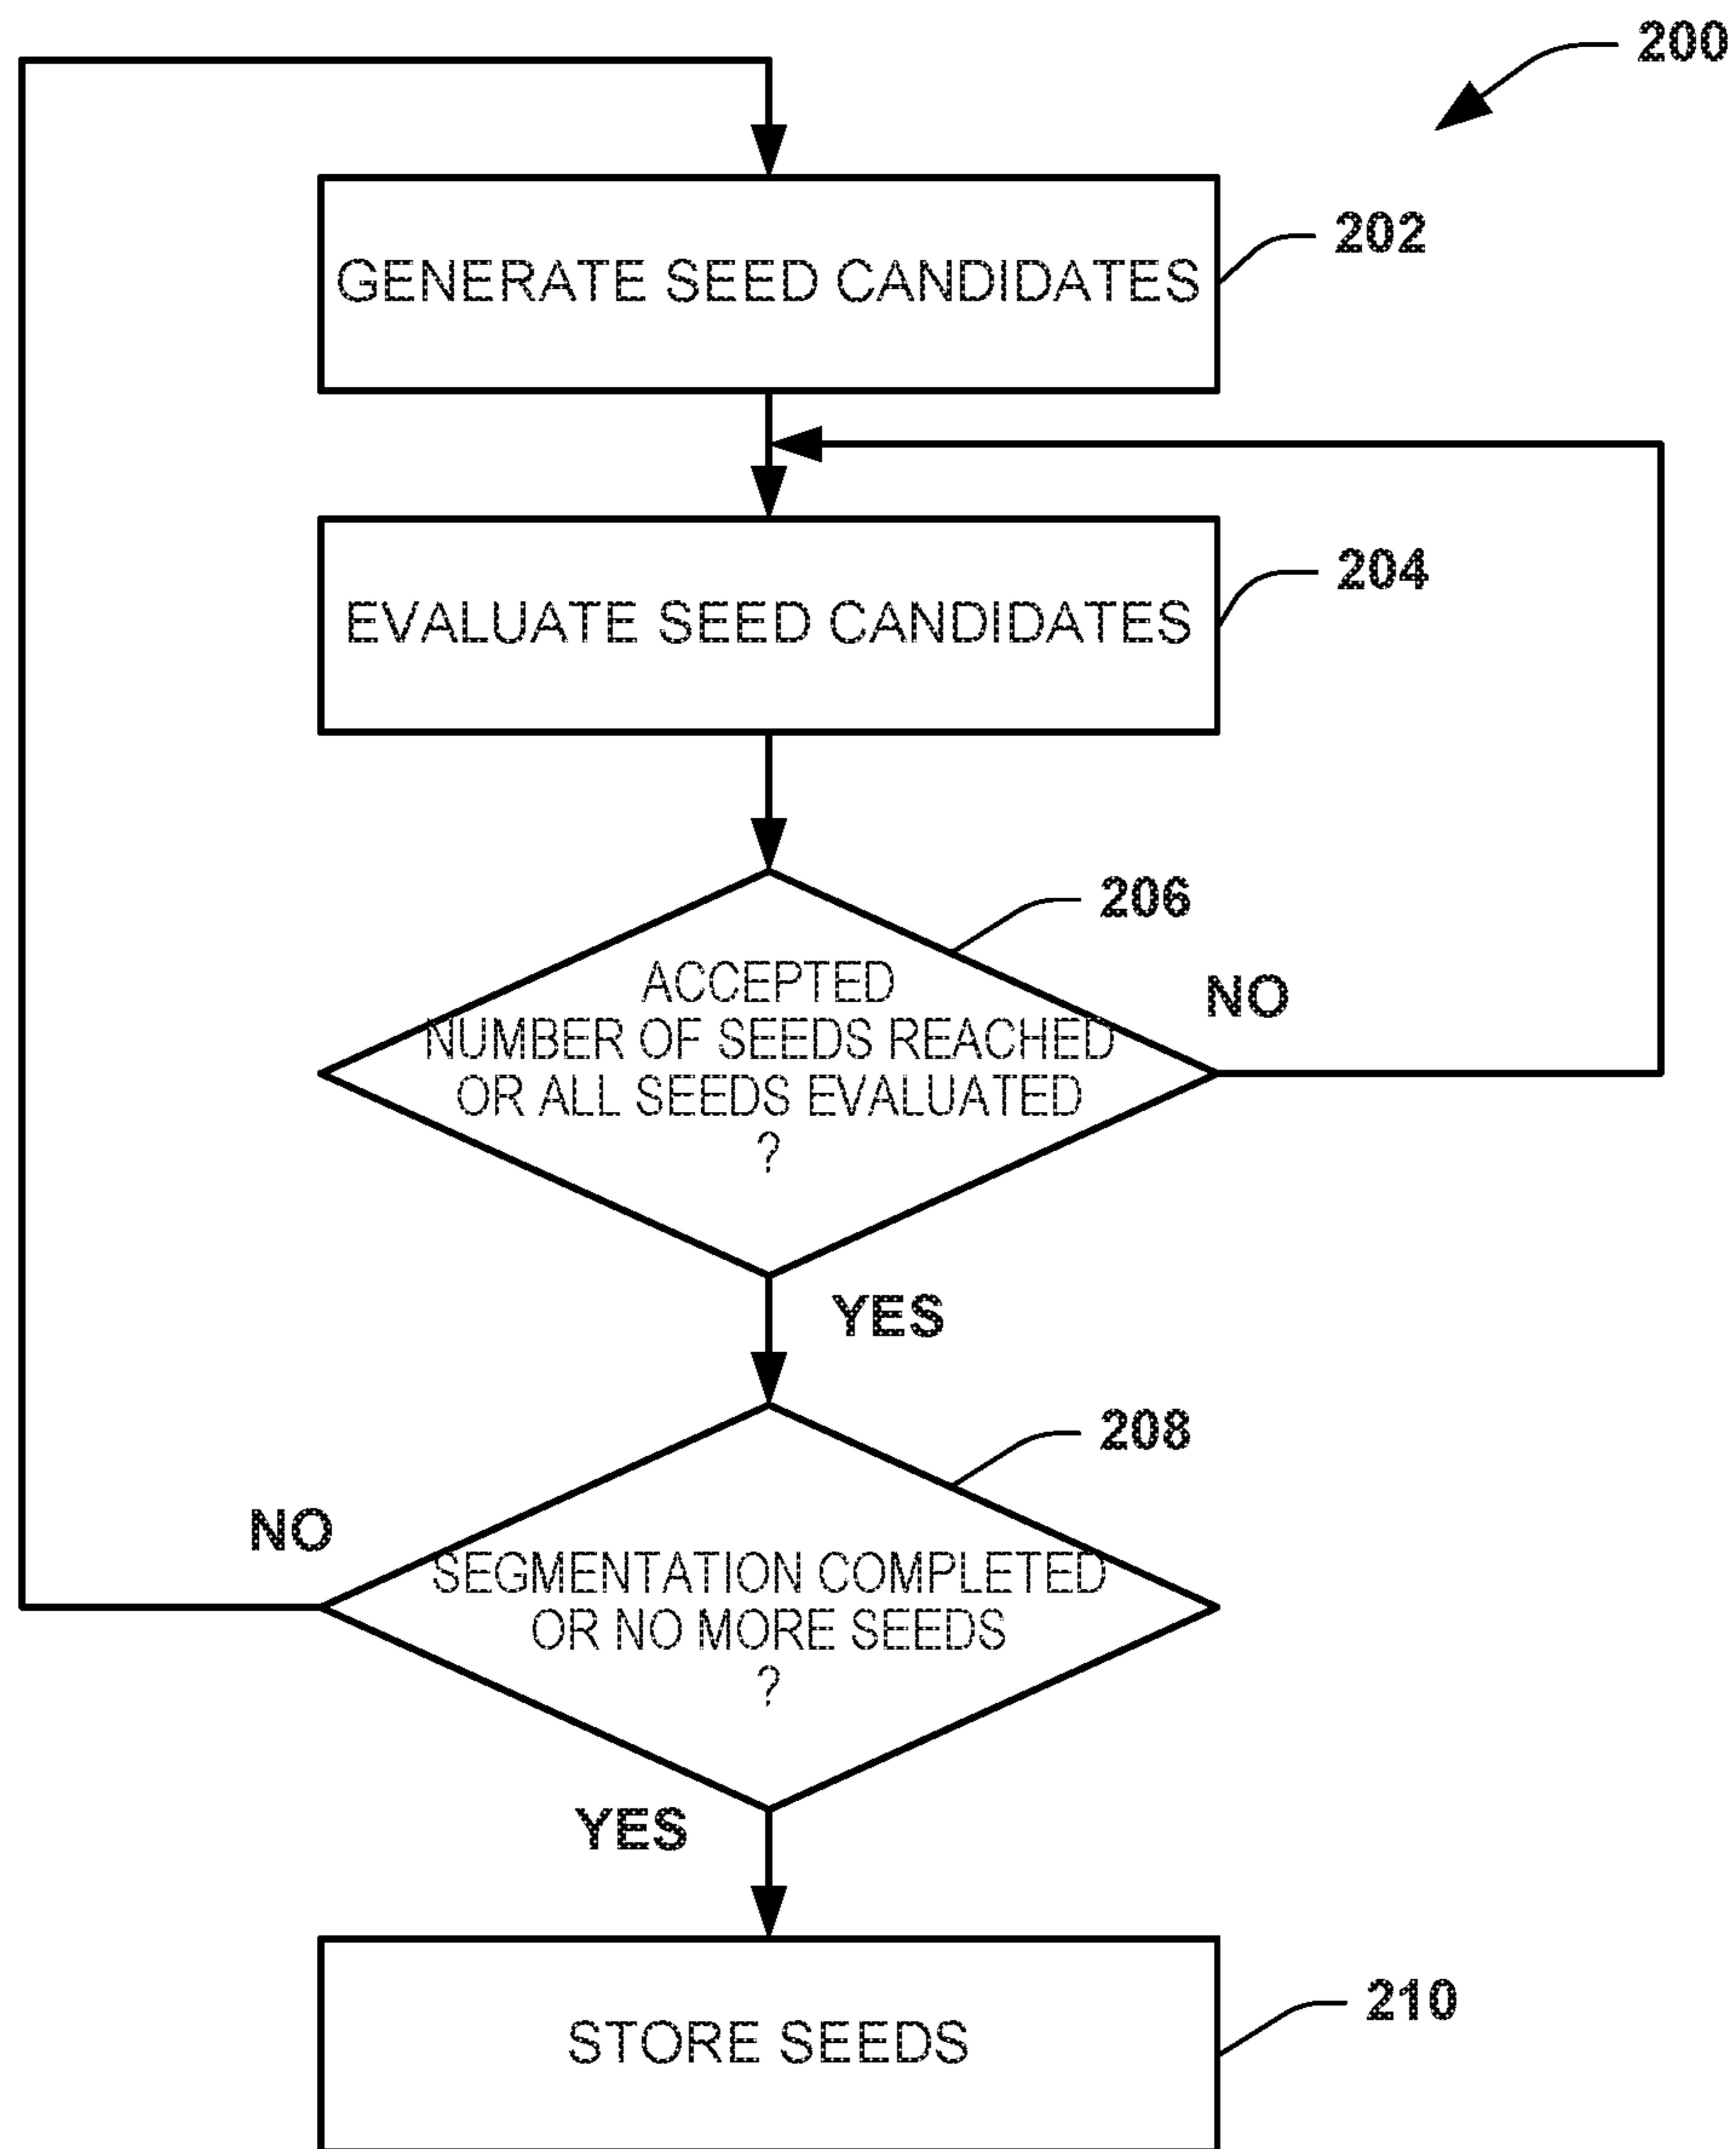 200
GENERATE SEED CANDIDATES
202
EVALUATE SEED CANDIDATES
204
206
ACCEPTED
NUMBER OF SEEDS REACHED
OR ALL SEEDS EVALUATED
?
NO
YES
208
NO
SEGMENTATION COMPLETED
OR NO MORE SEEDS
?
YES
STORE SEEDS
210